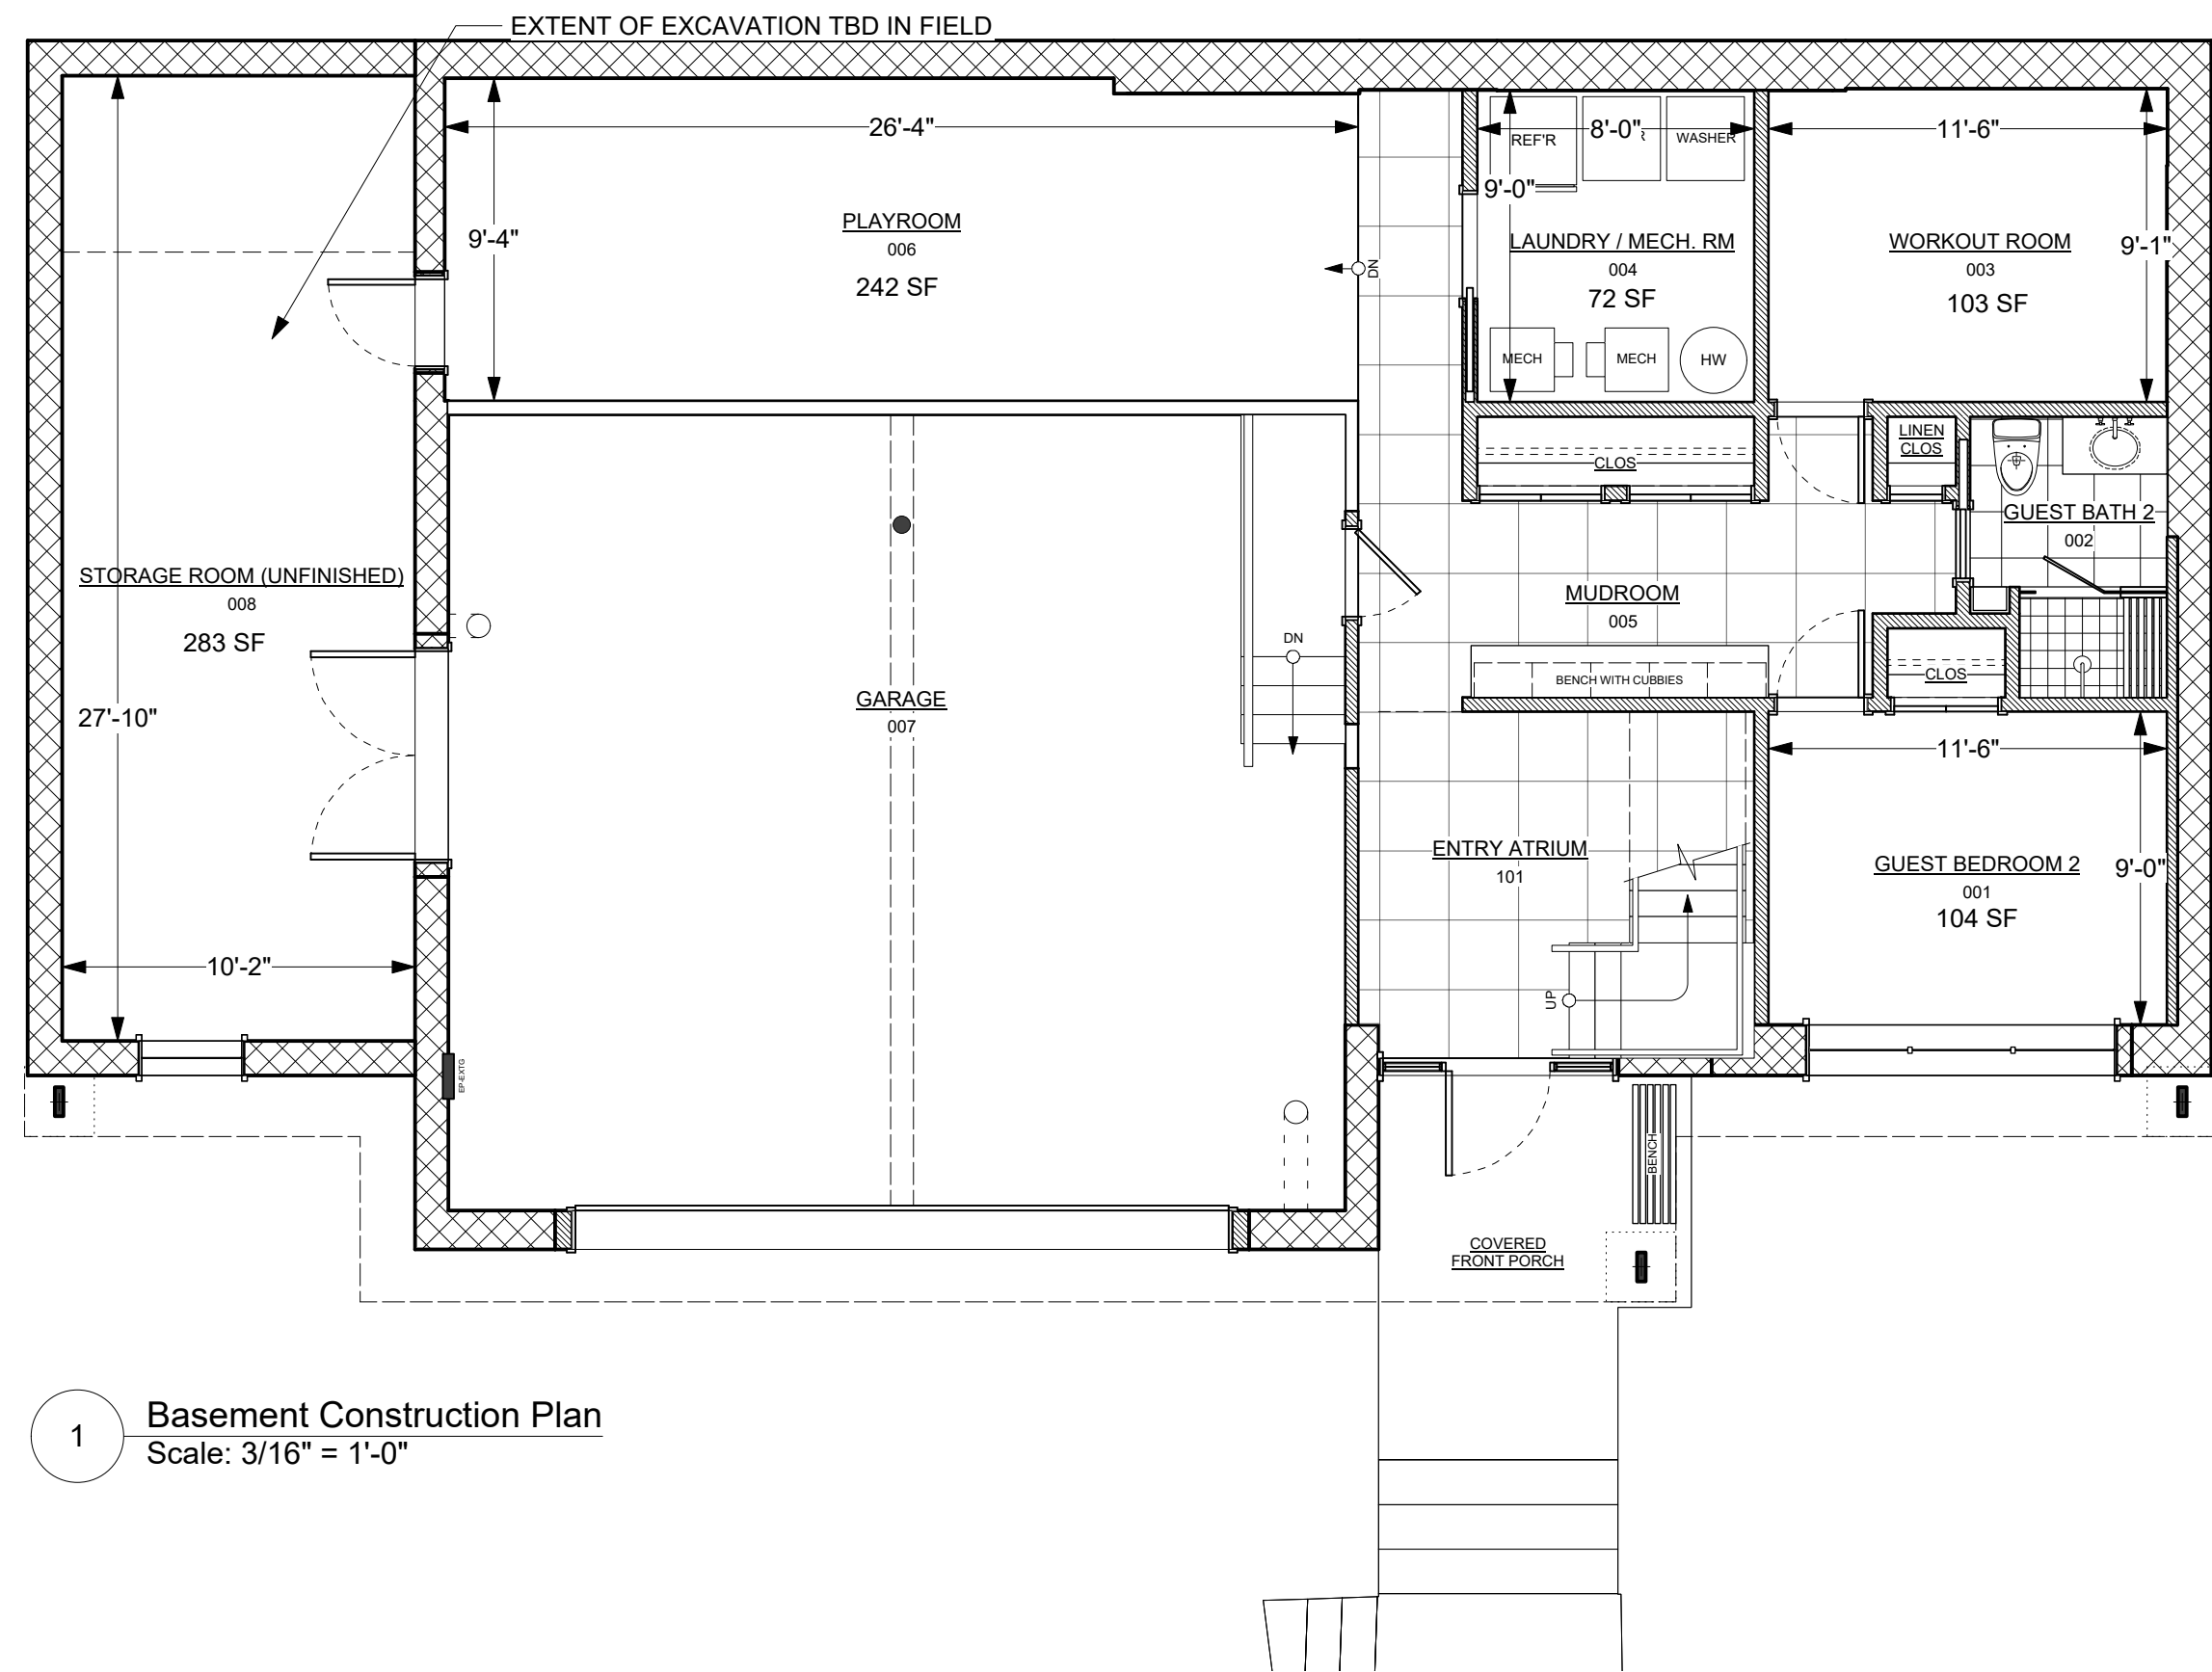 EXTENT OF EXCAVATION TBD IN FIELD
26'-4"
9'-4"
PLAYROOM
006
242 SF
DN
8'-0"
REF'R
WASHER
9'-0"
LAUNDRY / MECH. RM
004
72 SF
MECH
MECH
HW
11'-6"
WORKOUT ROOM
003
103 SF
9'-1"
CLOS
LINEN
CLOS
GUEST BATH 2
002
STORAGE ROOM (UNFINISHED)
008
283 SF
27'-10"
10'-2"
GARAGE
007
DN
MUDROOM
005
BENCH WITH CUBBIES
CLOS
ENTRY ATRIUM
101
UP
11'-6"
GUEST BEDROOM 2
001
104 SF
9'-0"
EP-EXTG
BENCH
COVERED
FRONT PORCH
1
Basement Construction Plan
Scale: 3/16" = 1'-0"